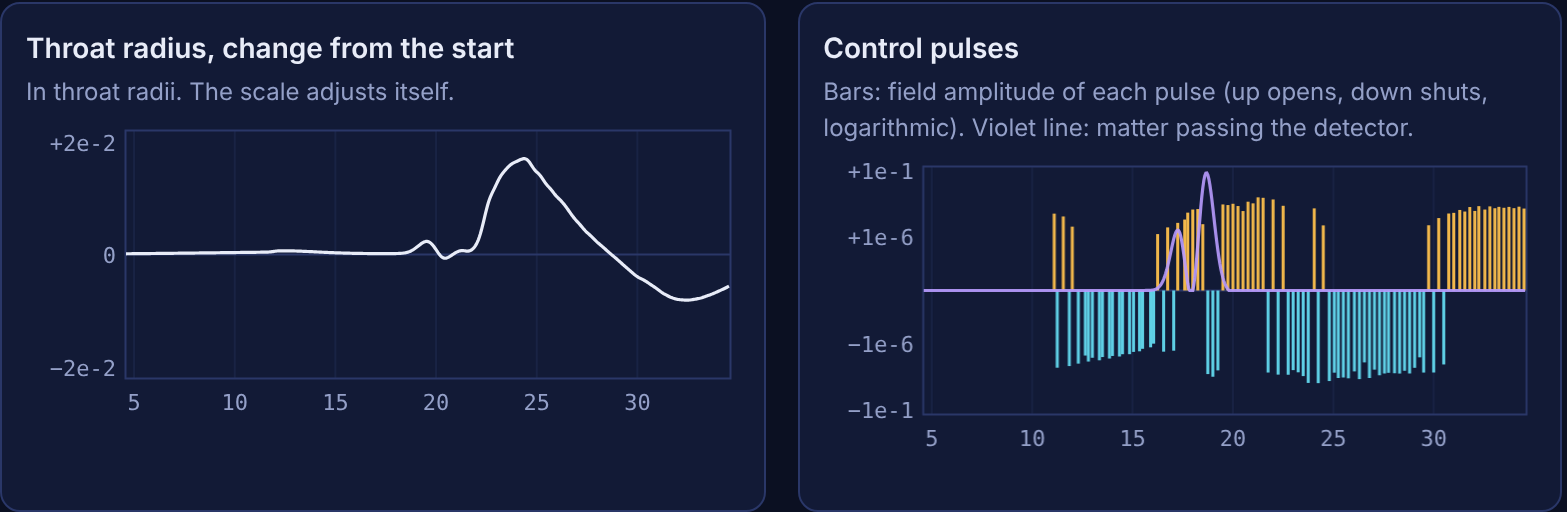 Throat radius, change from the start
In throat radii. The scale adjusts itself.
+2e-2
0
−2e-2
5 10 15 20 25 30
Control pulses
Bars: field amplitude of each pulse (up opens, down shuts,
logarithmic). Violet line: matter passing the detector.
+1e-1
+1e-6
−1e-6
−1e-1
5 10 15 20 25 30